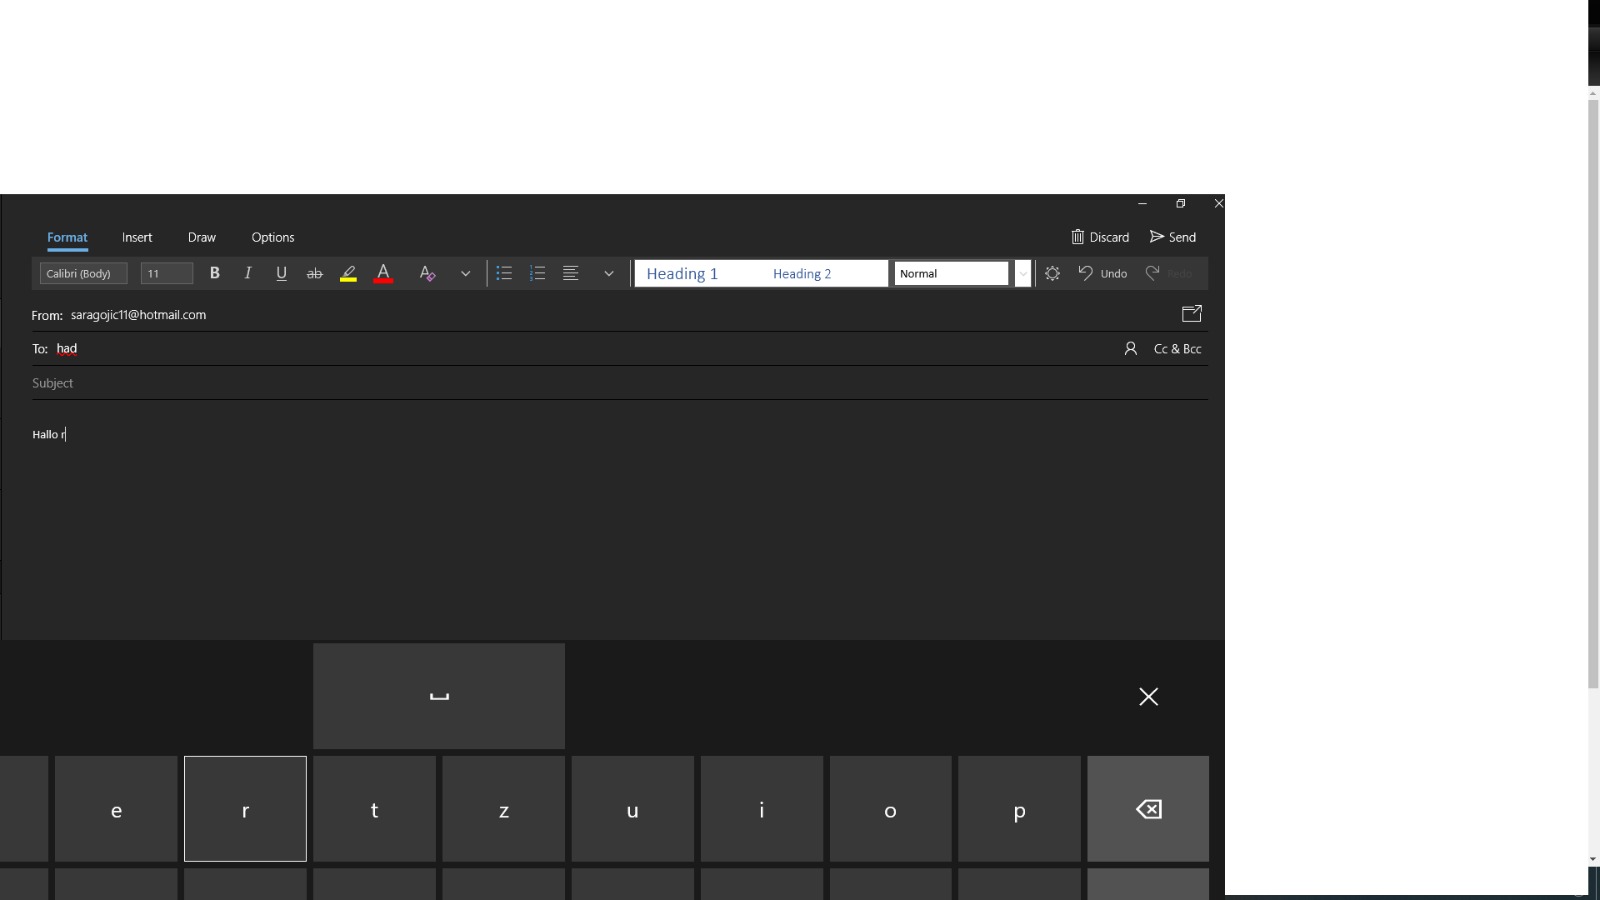 Format Insert Draw Options Discard Send
Calibri (Body) 11 B I U ab A A Heading 1 Heading 2 Normal Undo Redo
From: saragojic11@hotmail.com
To: had Cc & Bcc
Subject
Hallo r
e r t z u i o p